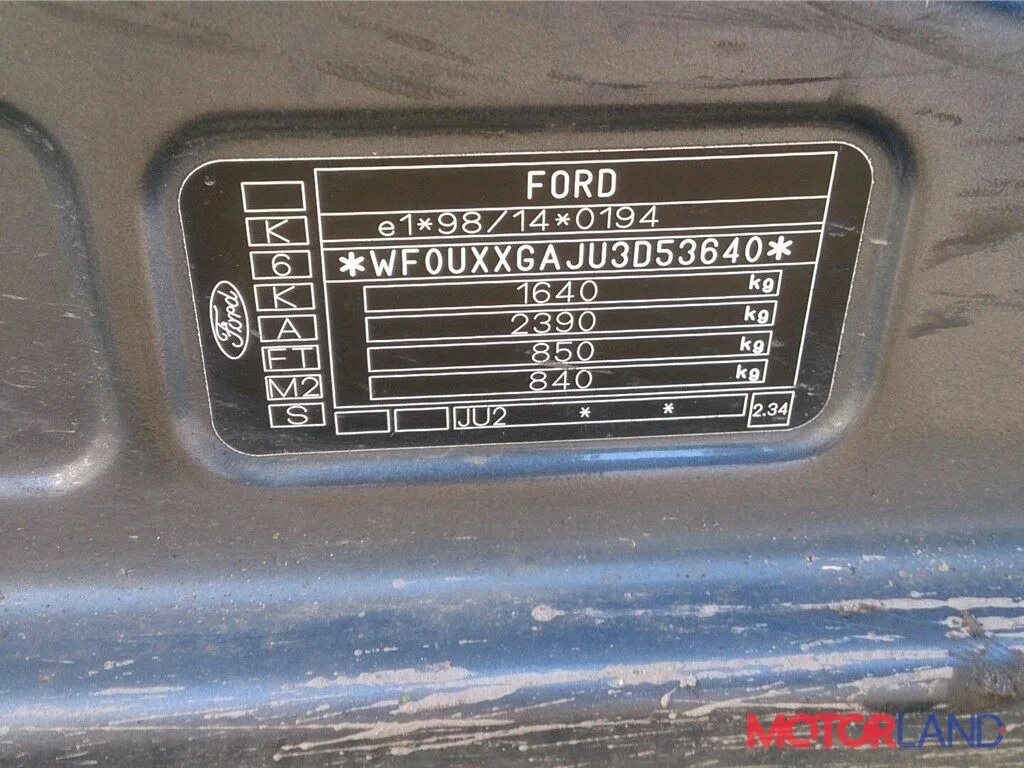 FORD
e1*98/14*0194
*WF0UXXGAJU3D53640*
1640 kg
2390 kg
850 kg
840 kg
JU2 * *
2.34
K
6
K
A
FT
M2
S
Ford
MOTORLAND